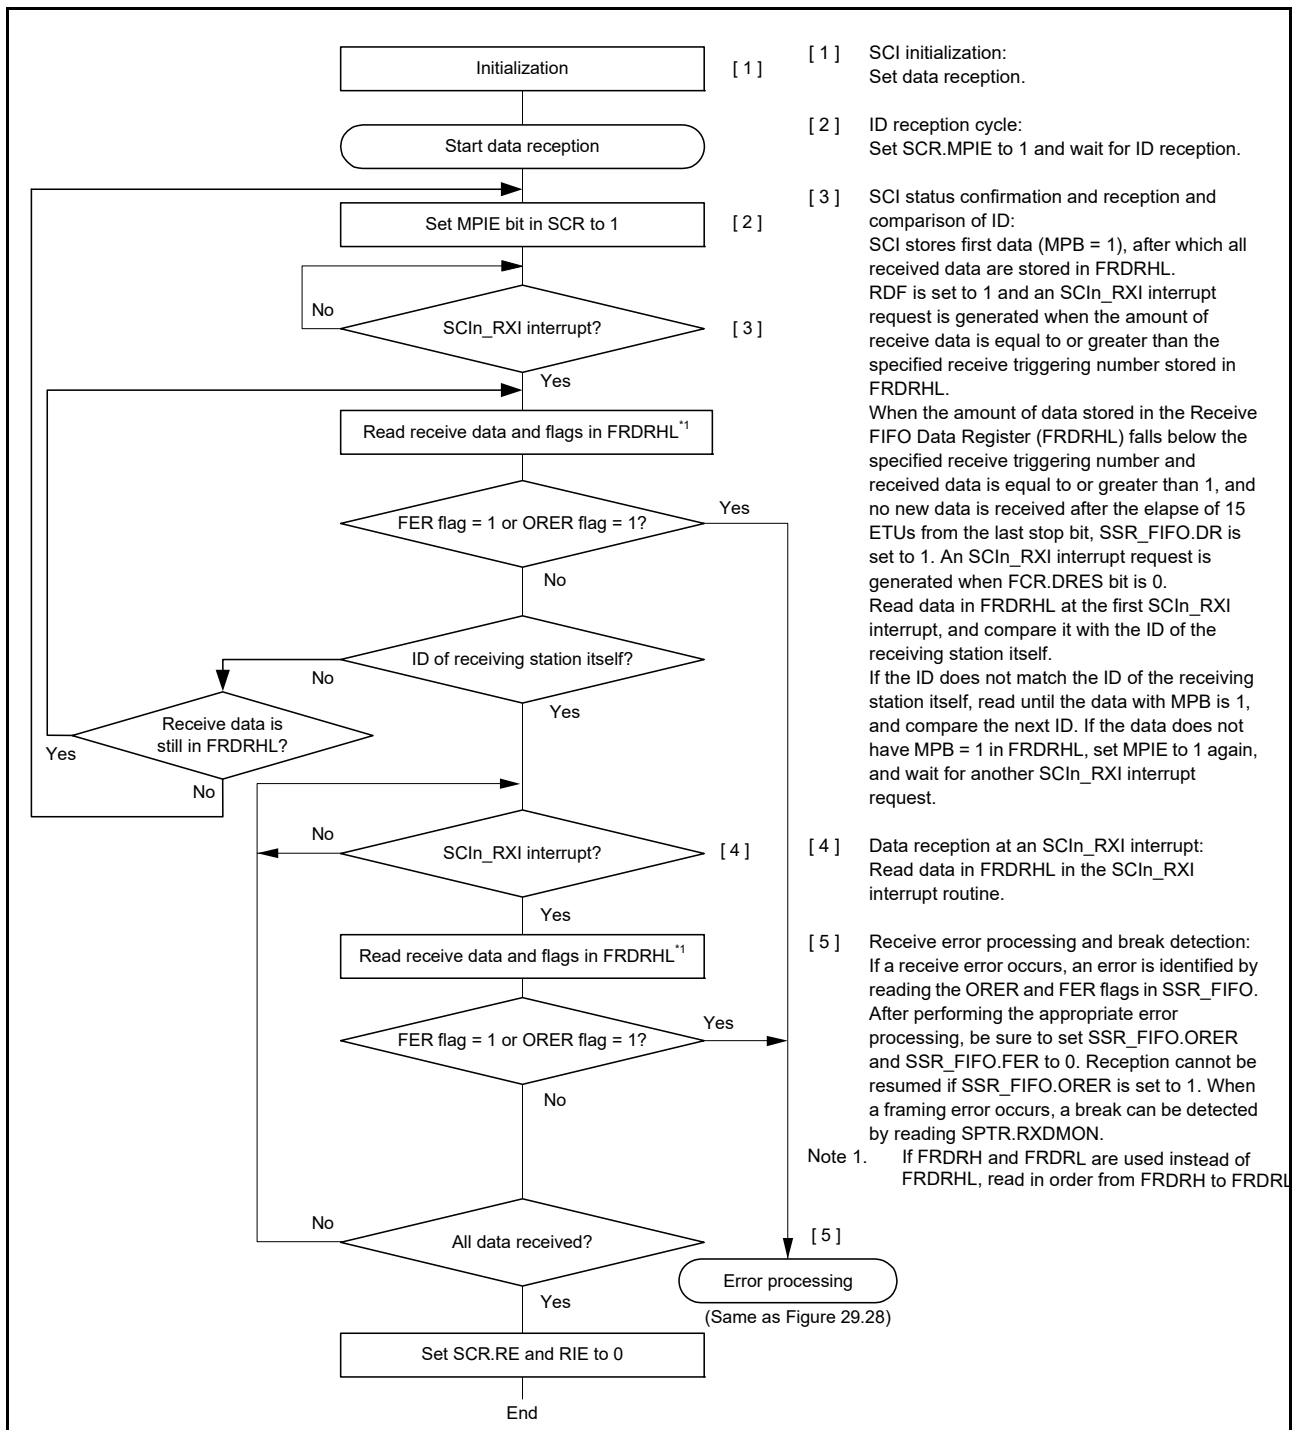 Initialization
[ 1 ]
Start data reception
Set MPIE bit in SCR to 1
[ 2 ]
No
SCIn_RXI interrupt?
[ 3 ]
Yes
Read receive data and flags in FRDRHL*1
FER flag = 1 or ORER flag = 1?
Yes
No
ID of receiving station itself?
No
Yes
Receive data is
still in FRDRHL?
Yes
No
No
SCIn_RXI interrupt?
[ 4 ]
Yes
Read receive data and flags in FRDRHL*1
FER flag = 1 or ORER flag = 1?
Yes
No
No
All data received?
Yes
[ 5 ]
Error processing
(Same as Figure 29.28)
Set SCR.RE and RIE to 0
End
[ 1 ] SCI initialization:
Set data reception.
[ 2 ] ID reception cycle:
Set SCR.MPIE to 1 and wait for ID reception.
[ 3 ] SCI status confirmation and reception and
comparison of ID:
SCI stores first data (MPB = 1), after which all
received data are stored in FRDRHL.
RDF is set to 1 and an SCIn_RXI interrupt
request is generated when the amount of
receive data is equal to or greater than the
specified receive triggering number stored in
FRDRHL.
When the amount of data stored in the Receive
FIFO Data Register (FRDRHL) falls below the
specified receive triggering number and
received data is equal to or greater than 1, and
no new data is received after the elapse of 15
ETUs from the last stop bit, SSR_FIFO.DR is
set to 1. An SCIn_RXI interrupt request is
generated when FCR.DRES bit is 0.
Read data in FRDRHL at the first SCIn_RXI
interrupt, and compare it with the ID of the
receiving station itself.
If the ID does not match the ID of the receiving
station itself, read until the data with MPB is 1,
and compare the next ID. If the data does not
have MPB = 1 in FRDRHL, set MPIE to 1 again,
and wait for another SCIn_RXI interrupt
request.
[ 4 ] Data reception at an SCIn_RXI interrupt:
Read data in FRDRHL in the SCIn_RXI
interrupt routine.
[ 5 ] Receive error processing and break detection:
If a receive error occurs, an error is identified by
reading the ORER and FER flags in SSR_FIFO.
After performing the appropriate error
processing, be sure to set SSR_FIFO.ORER
and SSR_FIFO.FER to 0. Reception cannot be
resumed if SSR_FIFO.ORER is set to 1. When
a framing error occurs, a break can be detected
by reading SPTR.RXDMON.
Note 1. If FRDRH and FRDRL are used instead of
FRDRHL, read in order from FRDRH to FRDRL